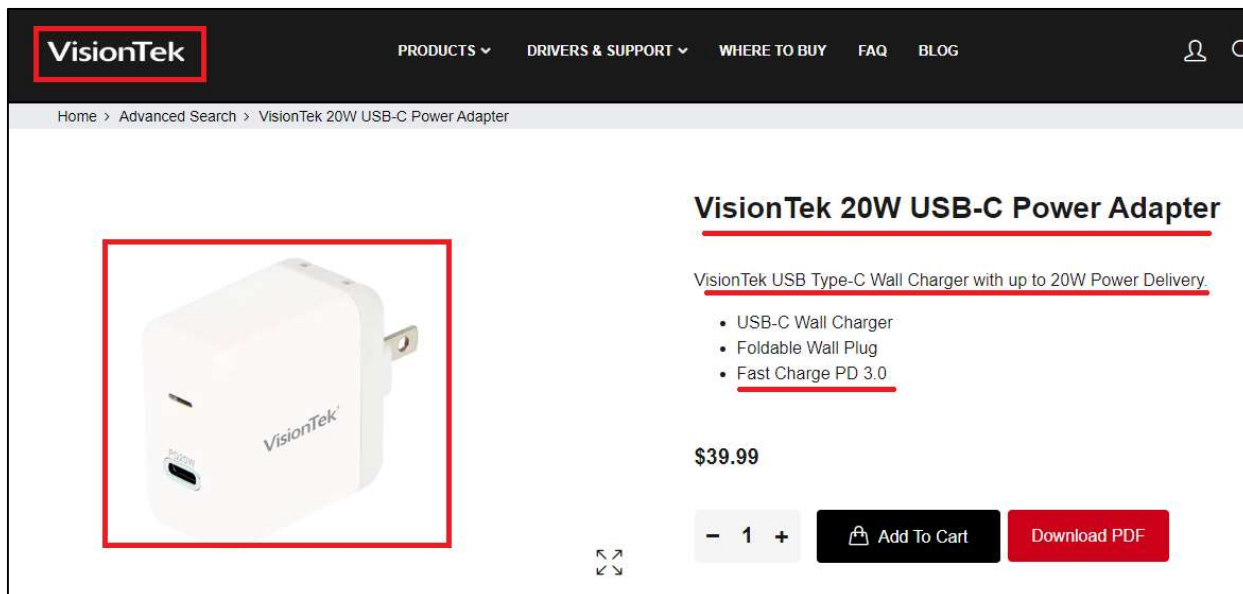 VisionTek
PRODUCTS DRIVERS & SUPPORT WHERE TO BUY FAQ BLOG
Home > Advanced Search > VisionTek 20W USB-C Power Adapter
VisionTek 20W USB-C Power Adapter
VisionTek USB Type-C Wall Charger with up to 20W Power Delivery.
• USB-C Wall Charger
• Foldable Wall Plug
• Fast Charge PD 3.0
VisionTek
PD20W
$39.99
− 1 +
Add To Cart
Download PDF